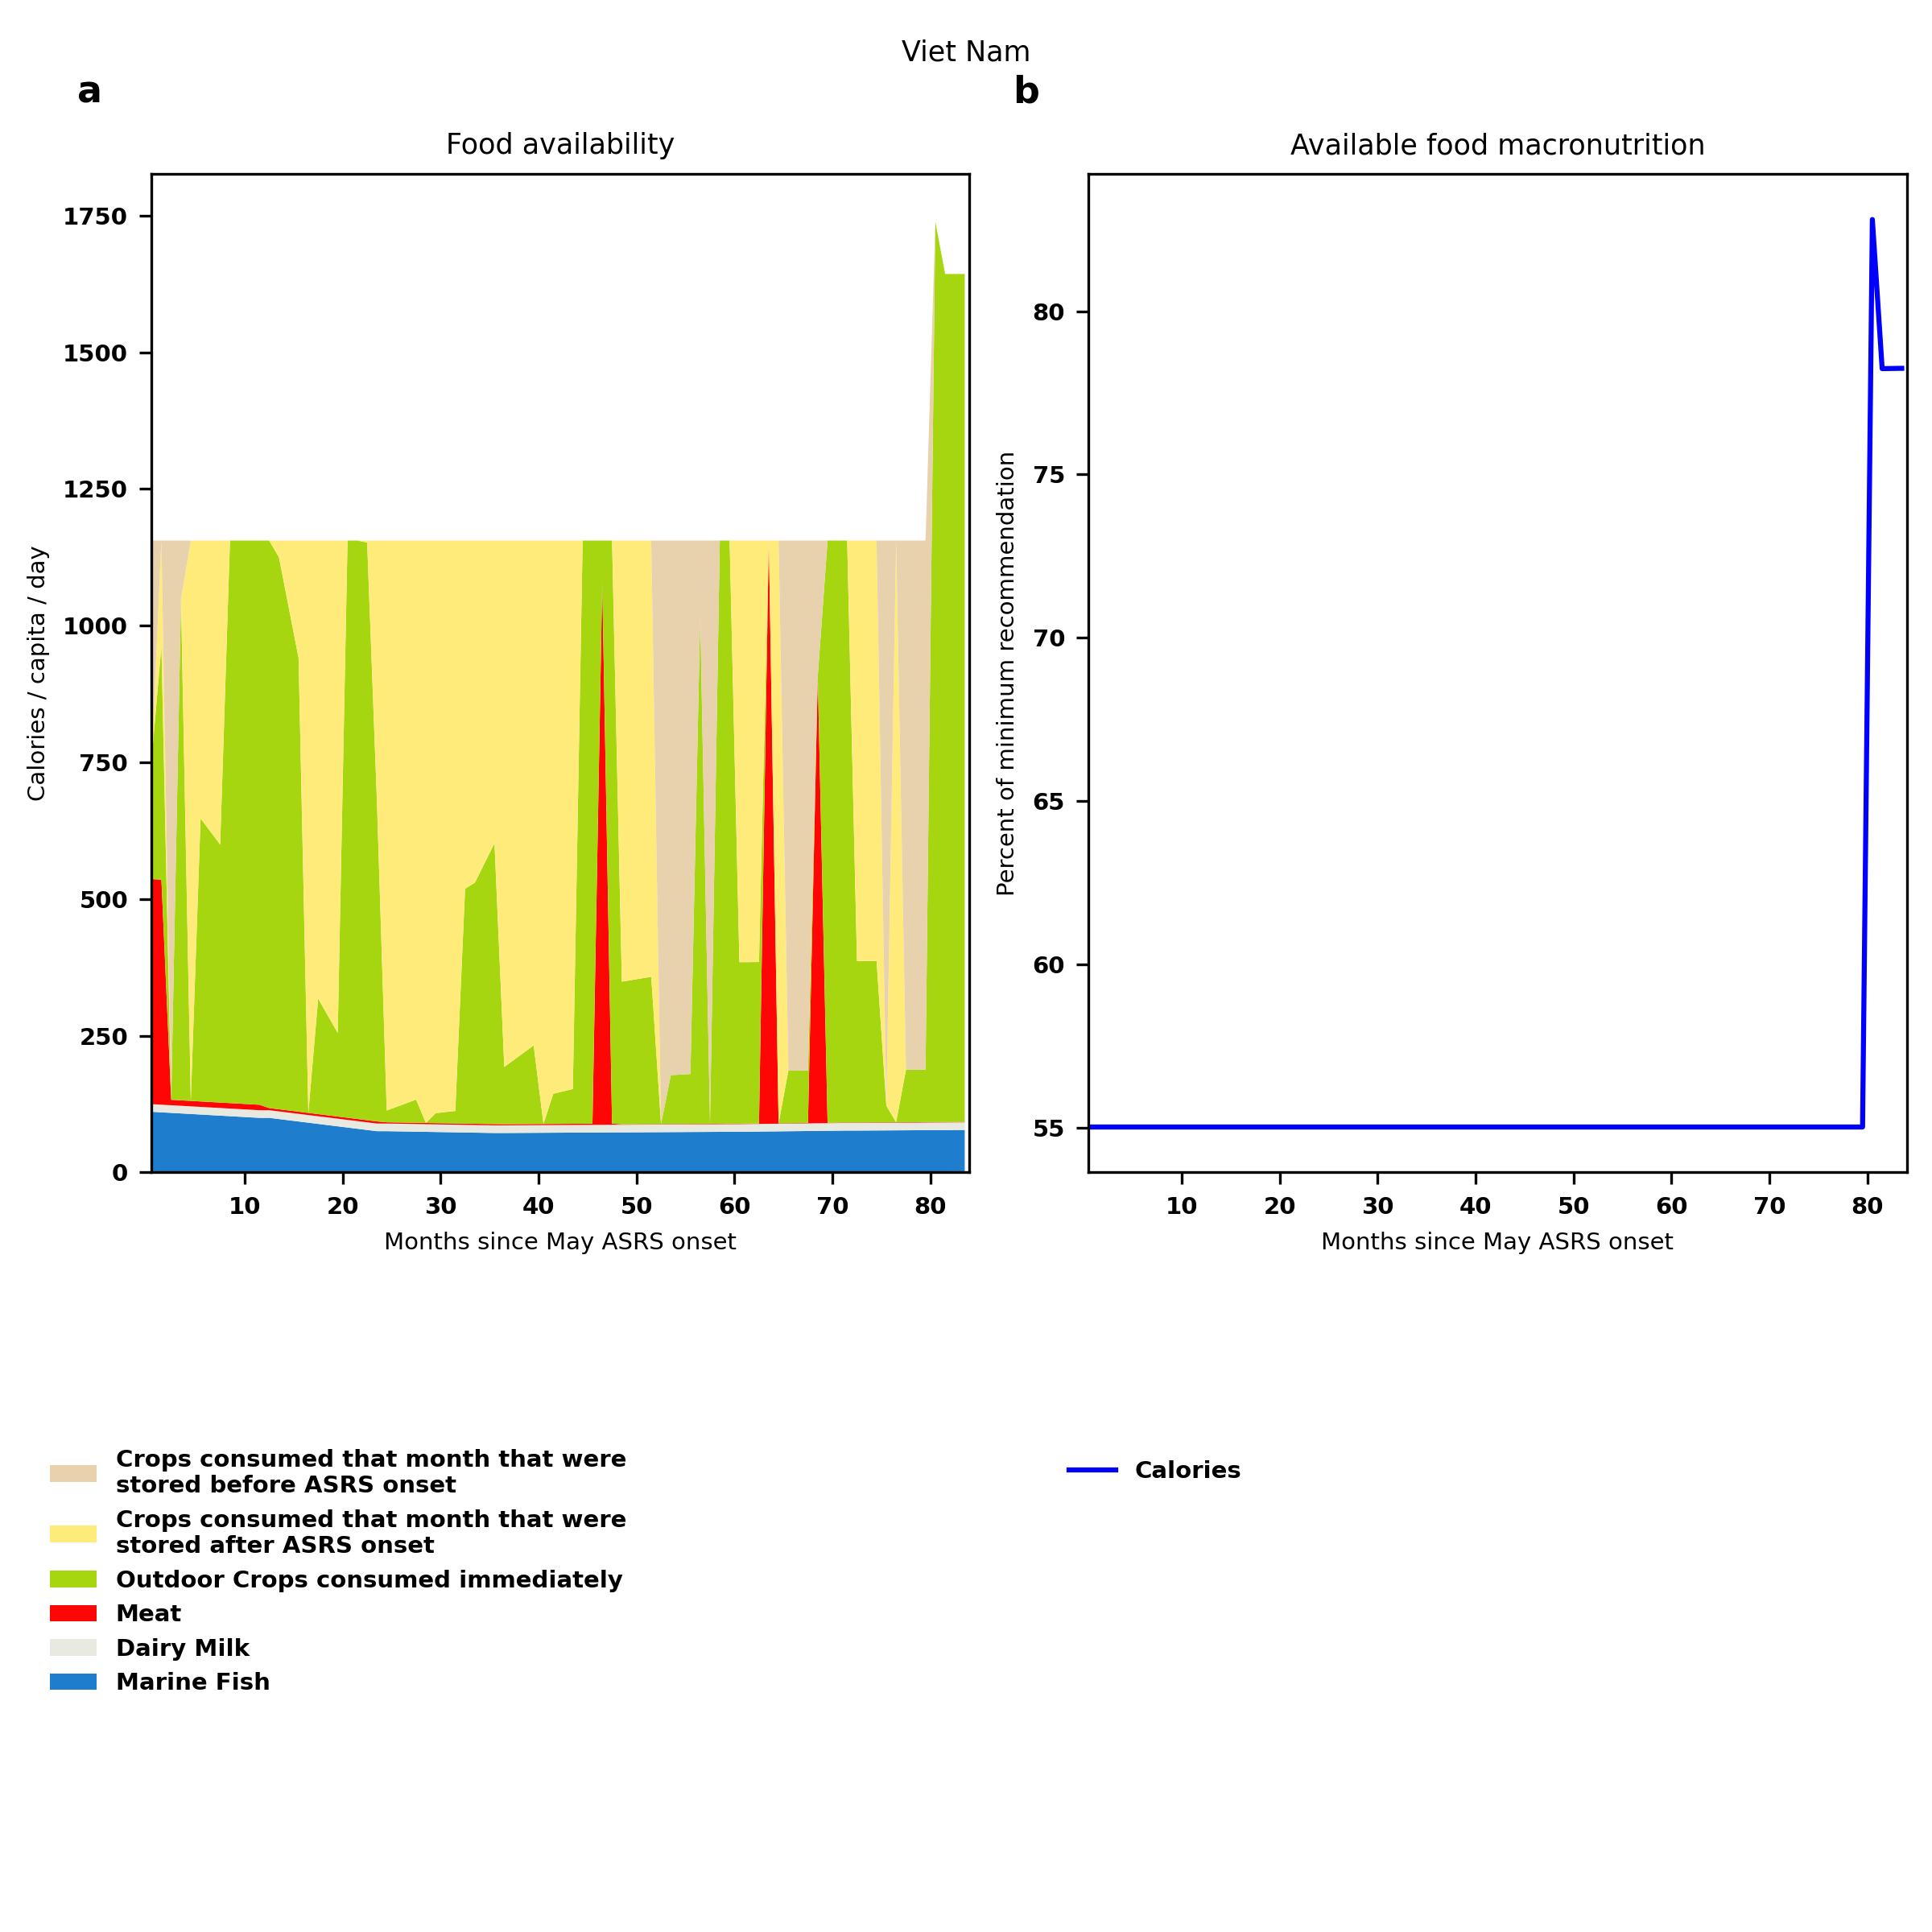 Viet Nam
a
Food availability
Calories / capita / day
1750
1500
1250
1000
750
500
250
0
10 20 30 40 50 60 70 80
Months since May ASRS onset
b
Available food macronutrition
Percent of minimum recommendation
80
75
70
65
60
55
10 20 30 40 50 60 70 80
Months since May ASRS onset
Crops consumed that month that were
stored before ASRS onset
Crops consumed that month that were
stored after ASRS onset
Outdoor Crops consumed immediately
Meat
Dairy Milk
Marine Fish
Calories